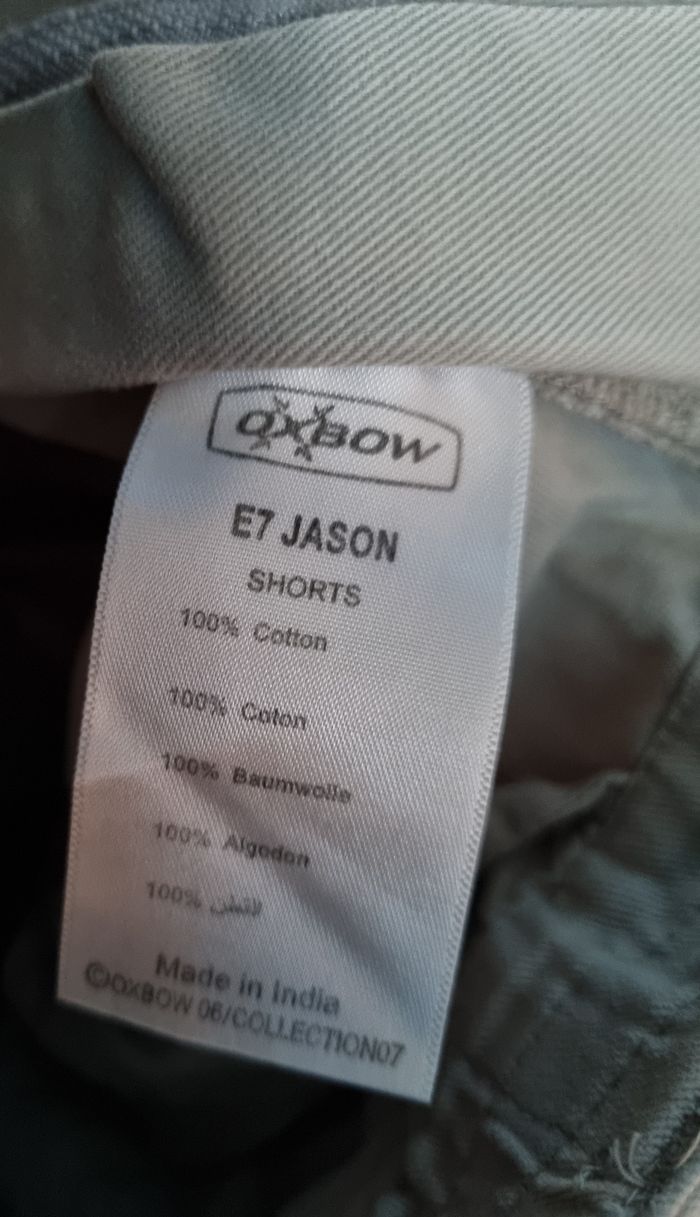 OXBOW
E7 JASON
SHORTS
100% Cotton
100% Coton
100% Baumwolle
100% Algodon
100% القطن
Made in India
©OXBOW 06/COLLECTION07